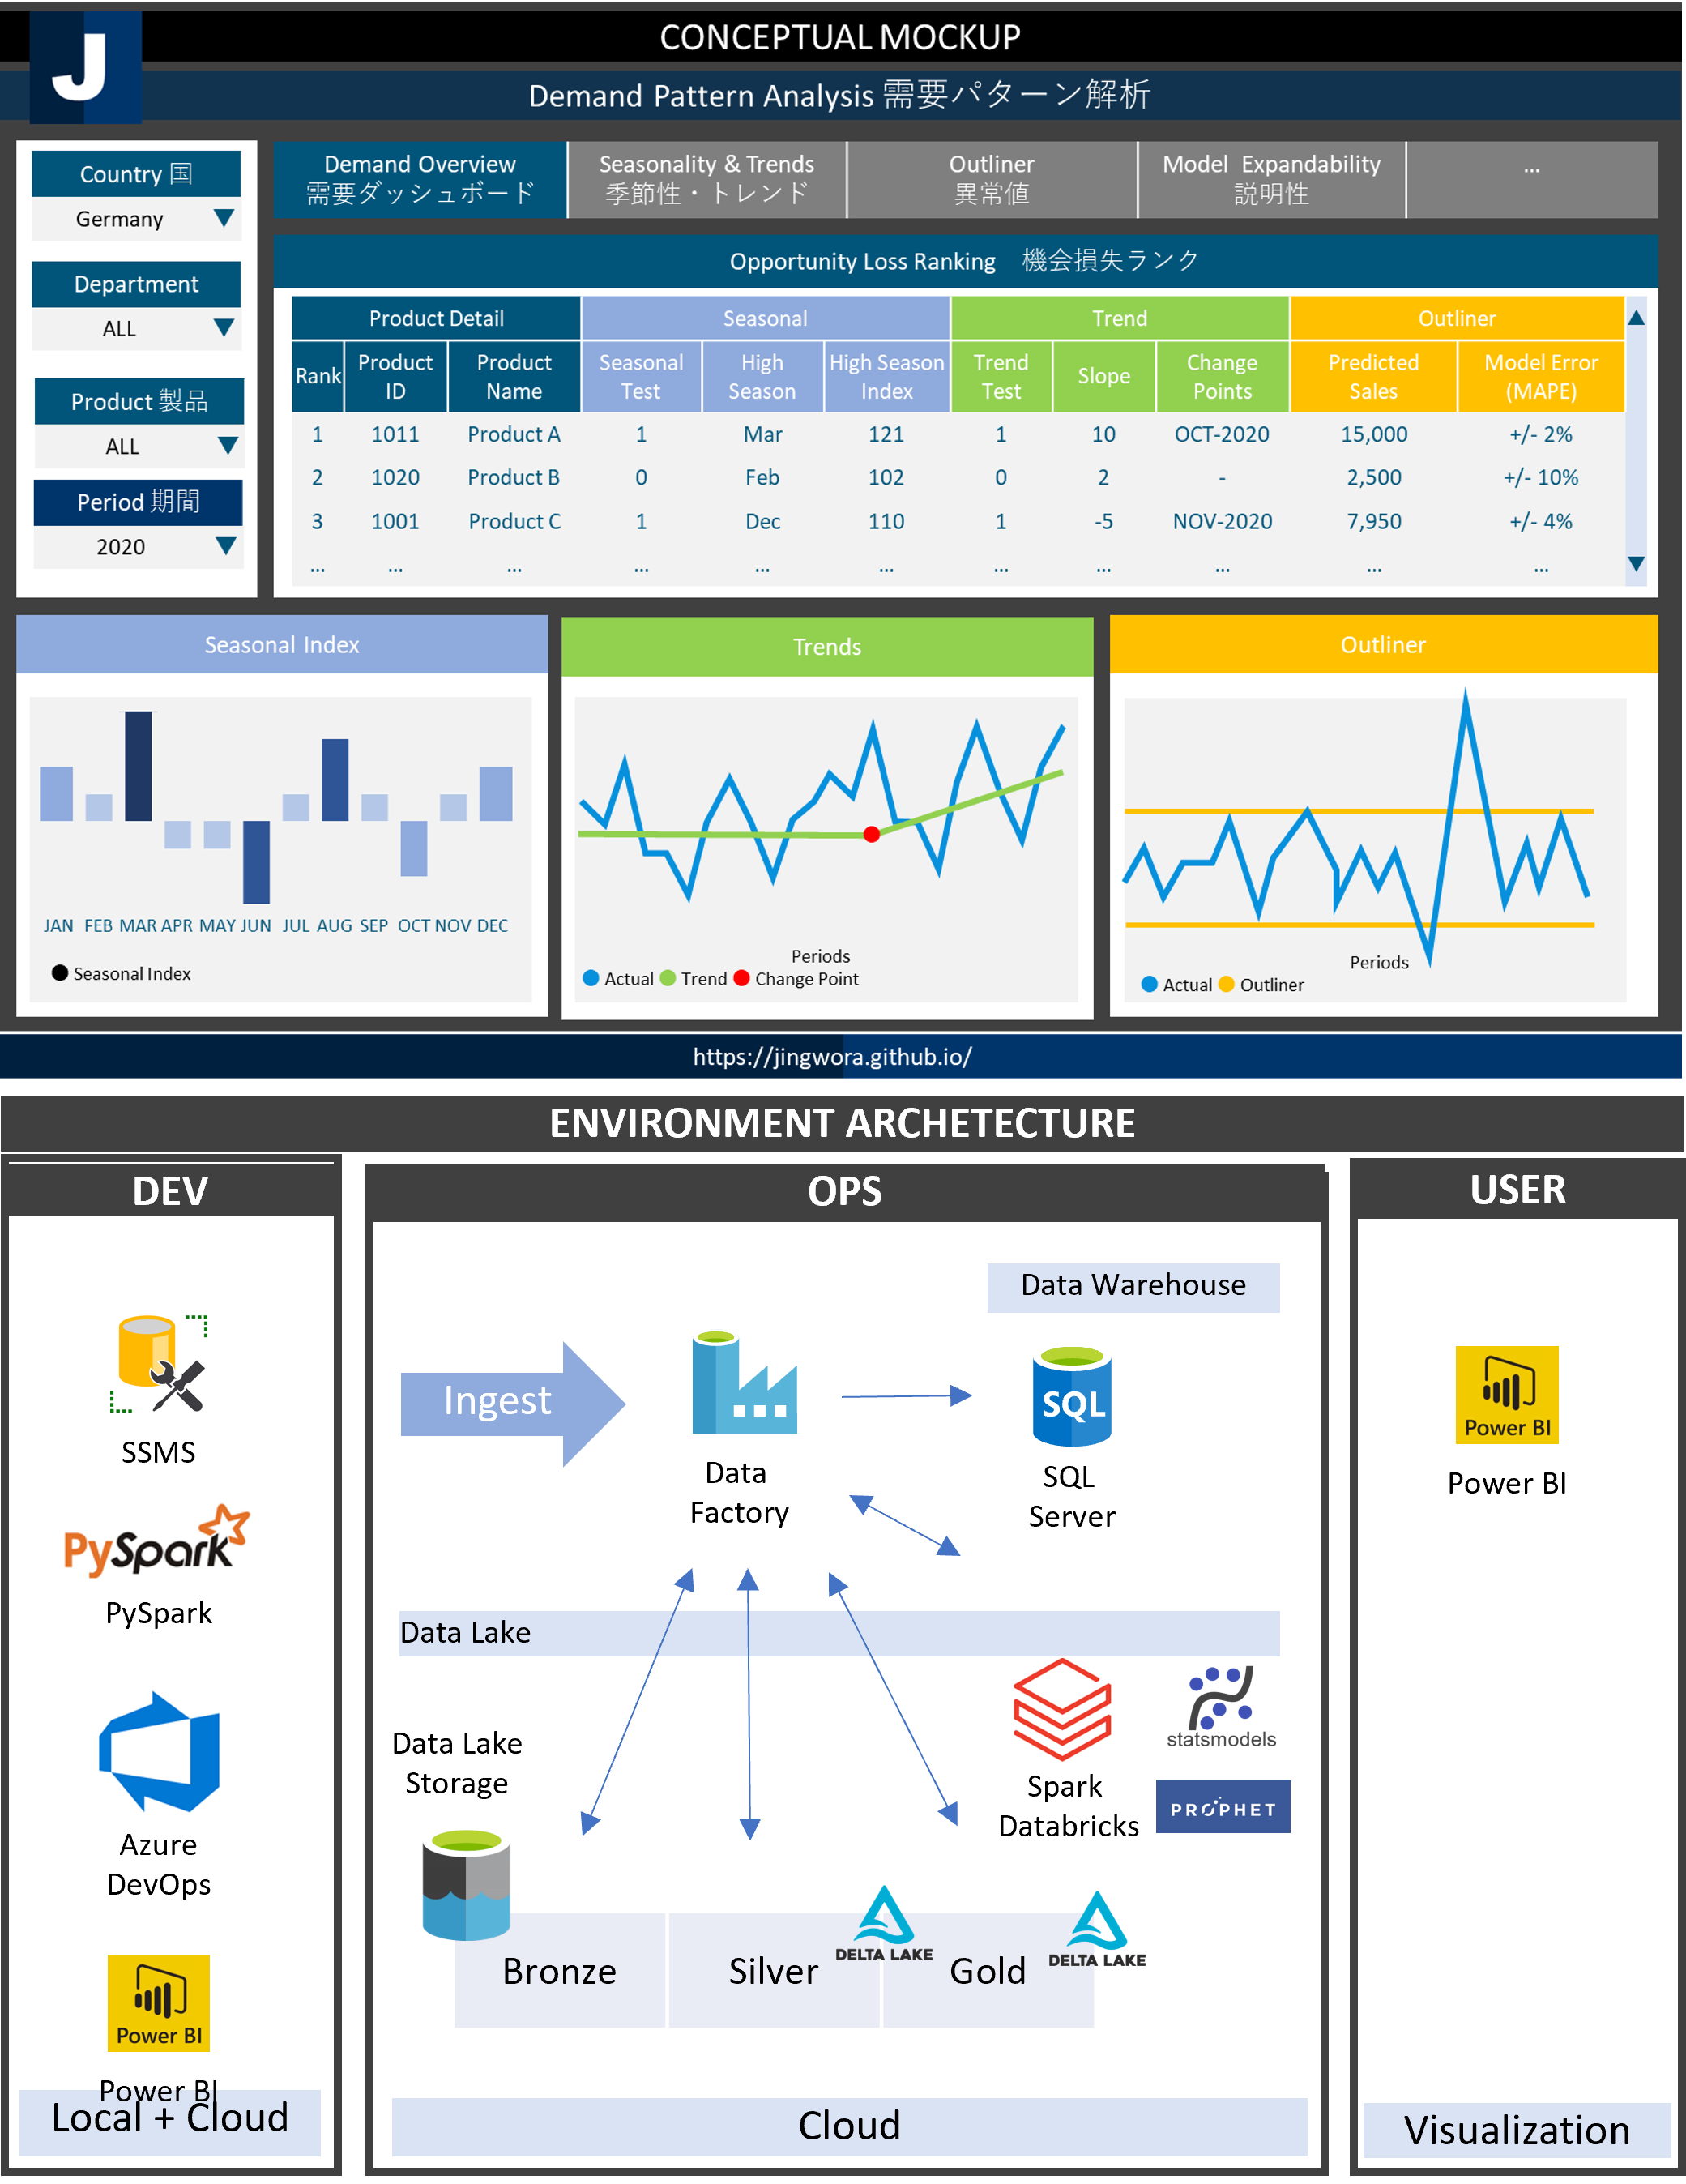 J
CONCEPTUAL MOCKUP
Demand Pattern Analysis 需要パターン解析
Country 国
Germany
Department
ALL
Product 製品
ALL
Period 期間
2020
Demand Overview
需要ダッシュボード
Seasonality & Trends
季節性・トレンド
Outliner
異常値
Model Expandability
説明性
...
Opportunity Loss Ranking 機会損失ランク
Product Detail Seasonal Trend Outliner
Rank Product ID Product Name Seasonal Test High Season High Season Index Trend Test Slope Change Points Predicted Sales Model Error (MAPE)
1 1011 Product A 1 Mar 121 1 10 OCT-2020 15,000 +/- 2%
2 1020 Product B 0 Feb 102 0 2 - 2,500 +/- 10%
3 1001 Product C 1 Dec 110 1 -5 NOV-2020 7,950 +/- 4%
... ... ... ... ... ... ... ... ... ... ...
Seasonal Index
JAN FEB MAR APR MAY JUN JUL AUG SEP OCT NOV DEC
Seasonal Index
Trends
Periods
Actual Trend Change Point
Outliner
Periods
Actual Outliner
https://jingwora.github.io/
ENVIRONMENT ARCHETECTURE
DEV
SSMS
PySpark
PySpark
Azure
DevOps
Power BI
Power BI
Local + Cloud
OPS
Data Warehouse
Ingest
Data
Factory
SQL
SQL
Server
Data Lake
Data Lake
Storage
Spark
Databricks
statsmodels
PROPHET
Bronze
Silver
DELTA LAKE
Gold
DELTA LAKE
Cloud
USER
Power BI
Power BI
Visualization